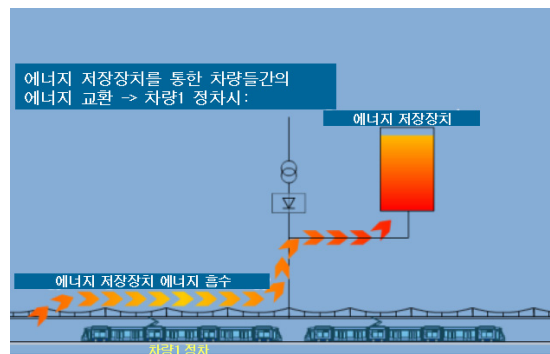 에너지 저장장치를 통한 차량들간의
에너지 교환 -> 차량1 정차시:
에너지 저장장치
에너지 저장장치 에너지 흡수
차량1 정차